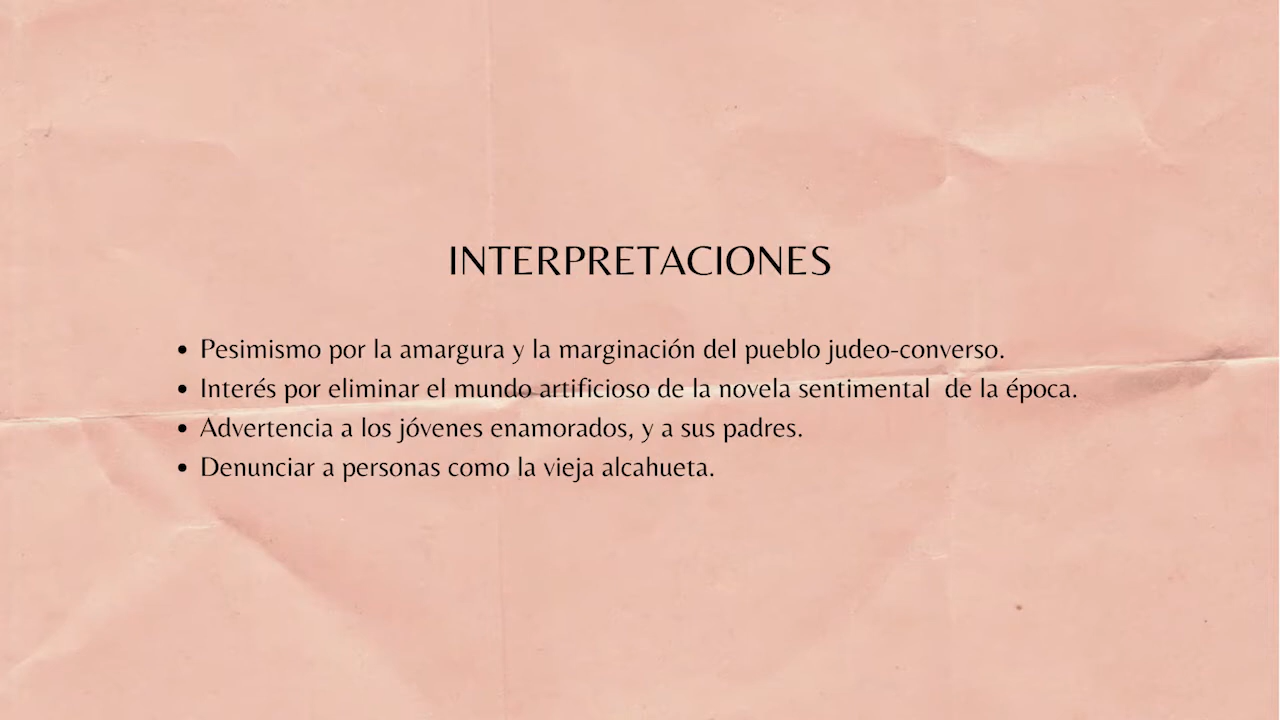 INTERPRETACIONES
• Pesimismo por la amargura y la marginación del pueblo judeo-converso.
• Interés por eliminar el mundo artificioso de la novela sentimental  de la época.
• Advertencia a los jóvenes enamorados, y a sus padres.
• Denunciar a personas como la vieja alcahueta.